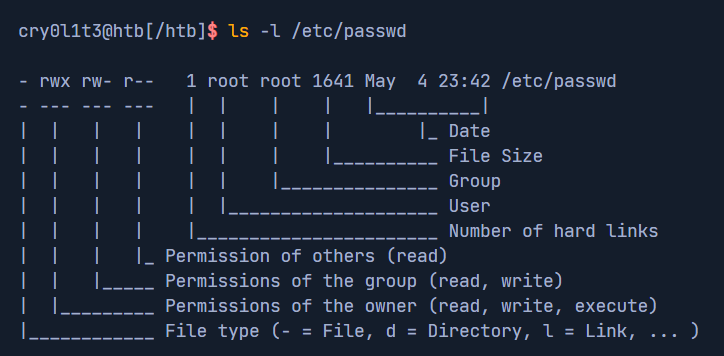 cry0l1t3@htb[/htb]$ ls -l /etc/passwd

- rwx rw- r--   1 root root 1641 May  4 23:42 /etc/passwd
- --- --- ---   |  |    |    |   |__________|
|  |   |   |    |  |    |    |        |_ Date
|  |   |   |    |  |    |    |__________ File Size
|  |   |   |    |  |    |_______________ Group
|  |   |   |    |  |____________________ User
|  |   |   |    |_______________________ Number of hard links
|  |   |   |_ Permission of others (read)
|  |   |_____ Permissions of the group (read, write)
|  |_________ Permissions of the owner (read, write, execute)
|____________ File type (- = File, d = Directory, l = Link, ... )